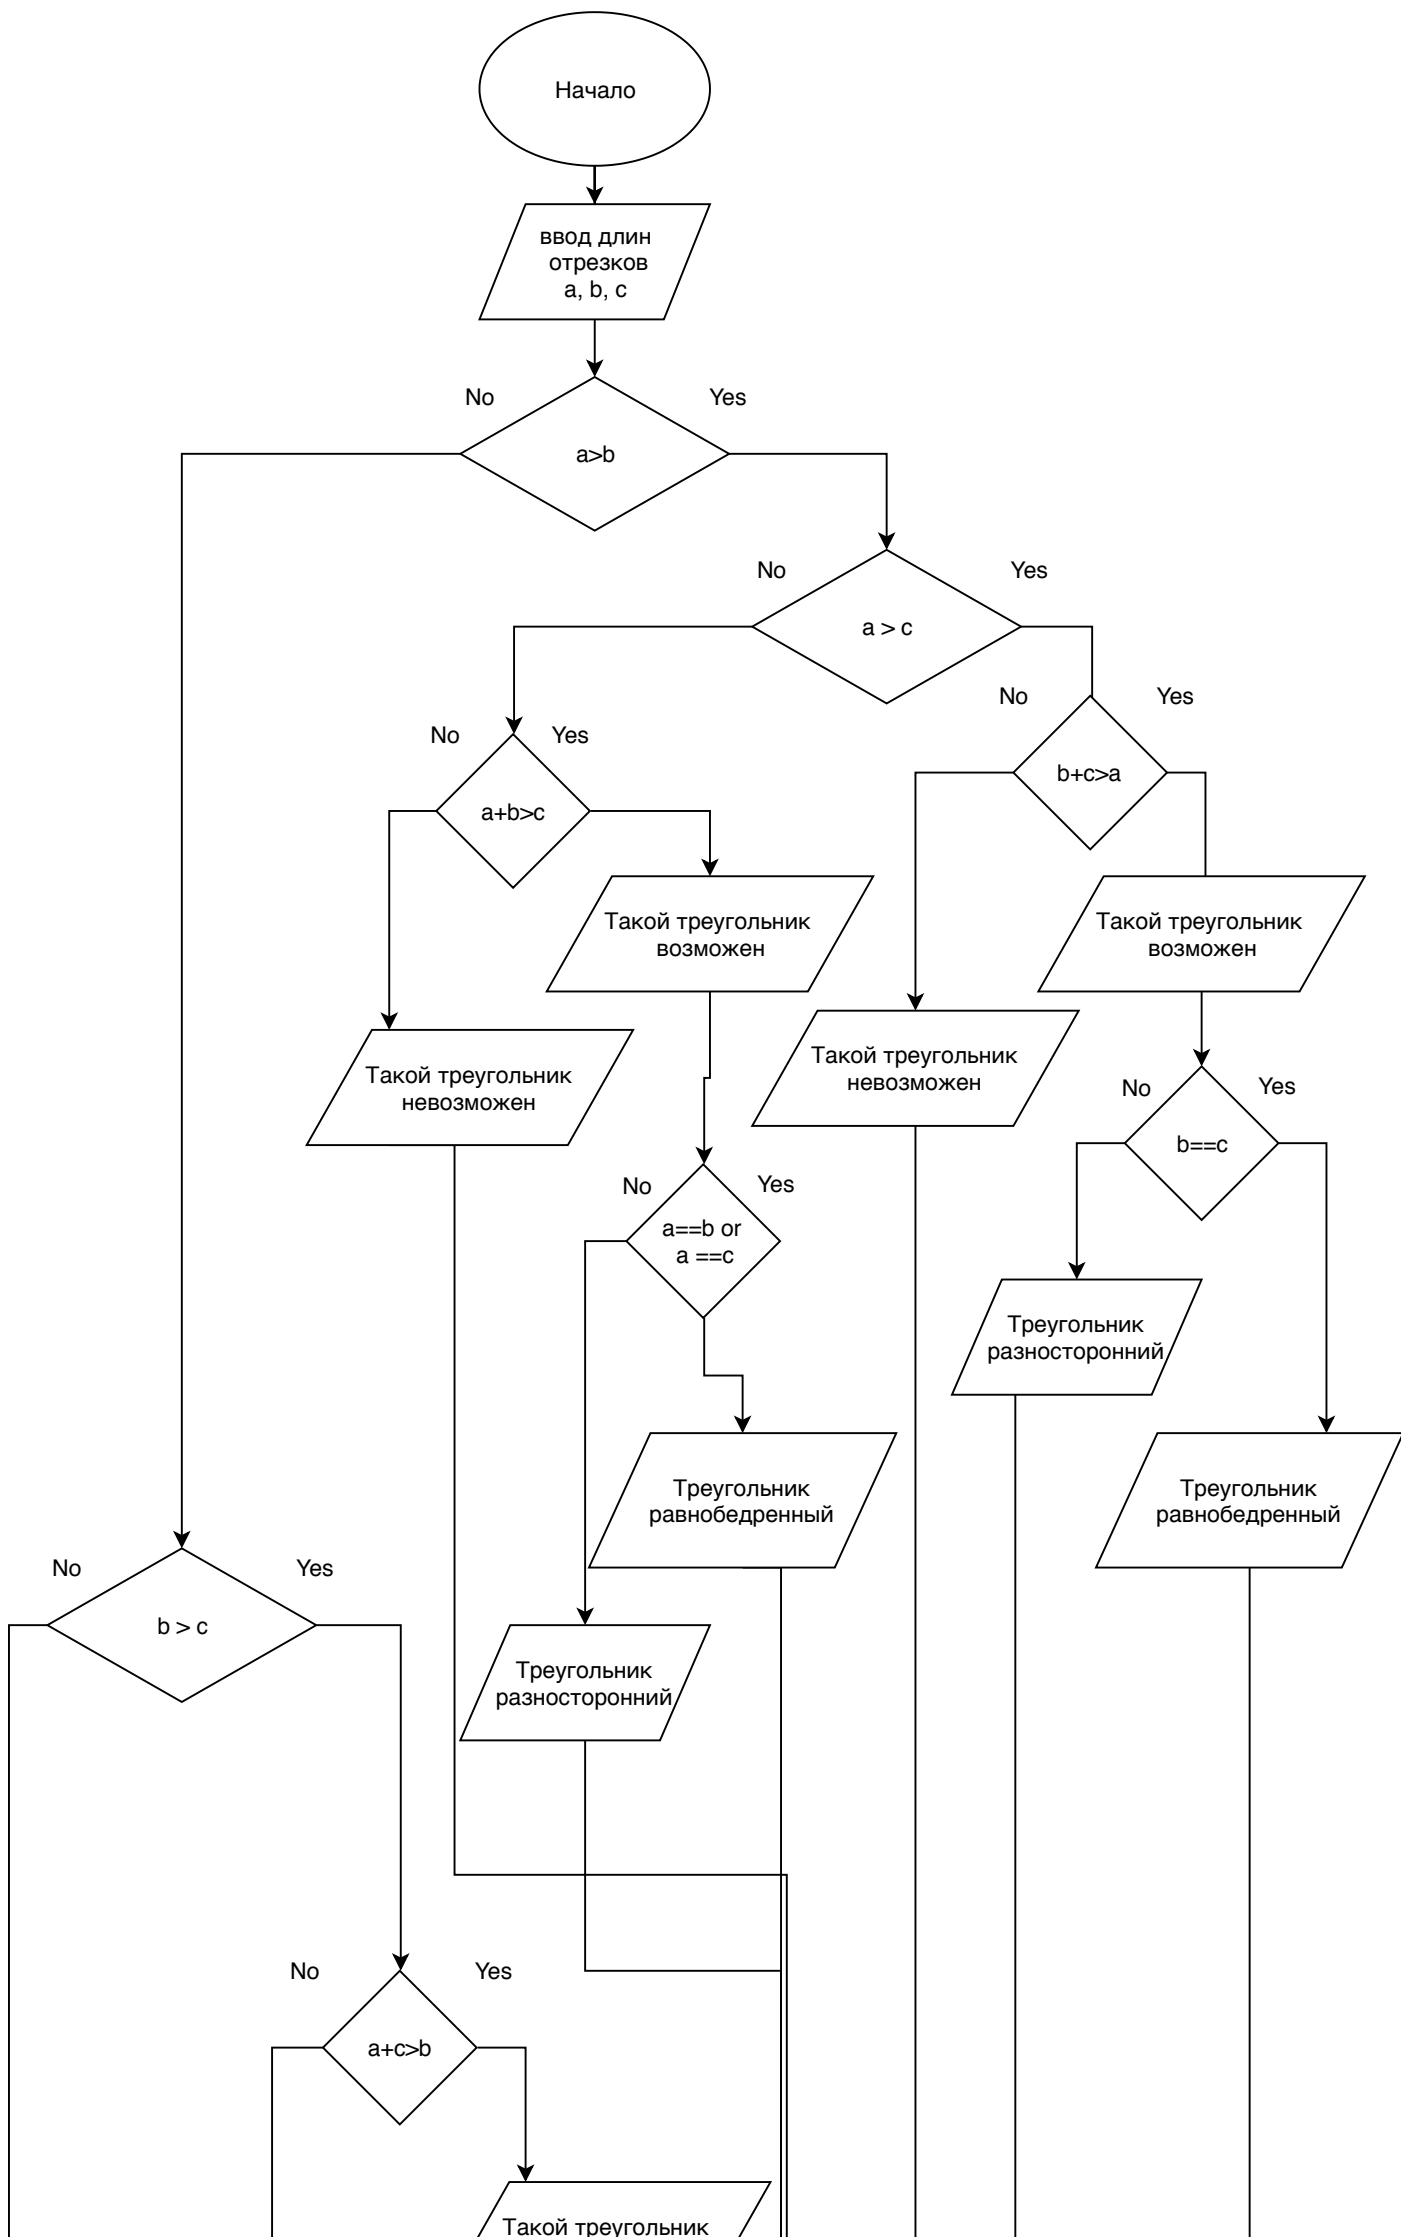 Начало
ввод длин
отрезков
a, b, c
No
Yes
a>b
No
Yes
a > c
No
Yes
No
Yes
b+c>a
a+b>c
Такой треугольник
возможен
Такой треугольник
возможен
Такой треугольник
невозможен
Такой треугольник
невозможен
No
Yes
b==c
No
Yes
a==b or
a ==c
Треугольник
разносторонний
Треугольник
равнобедренный
Треугольник
равнобедренный
No
Yes
b > c
Треугольник
разносторонний
No
Yes
a+c>b
Такой треугольник